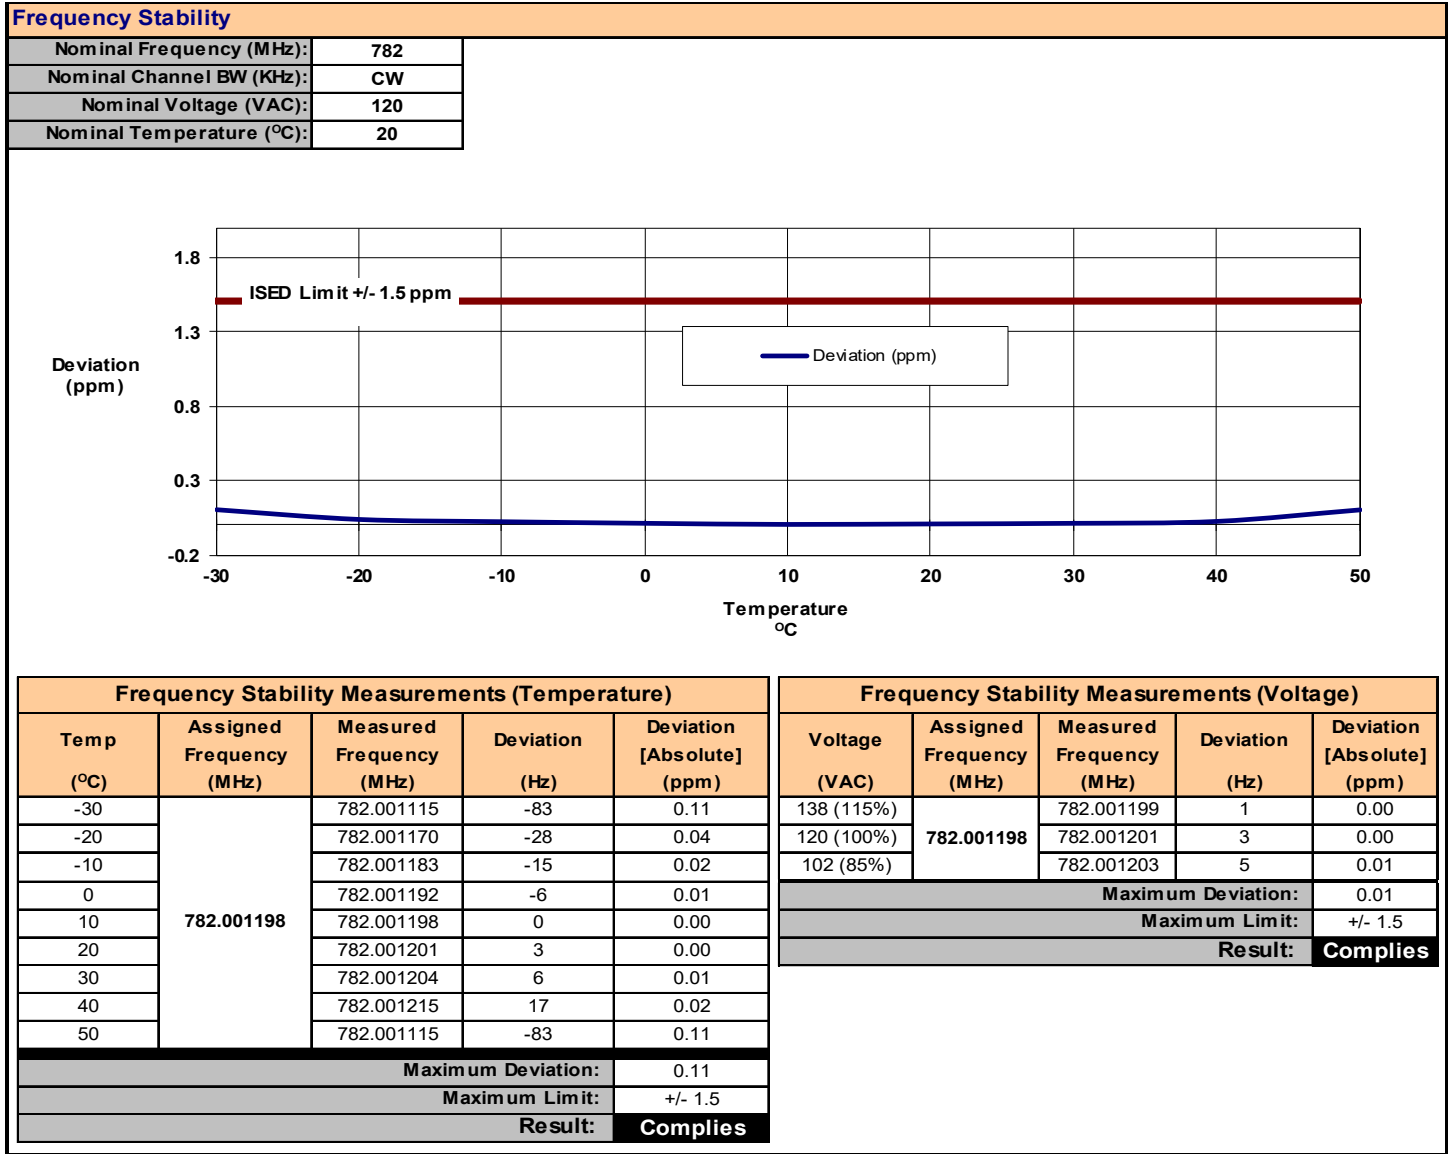 Frequency Stability
Nominal Frequency (MHz): 782
Nominal Channel BW (KHz): CW
Nominal Voltage (VAC): 120
Nominal Temperature (ᴼC): 20
1.8
ISED Limit +/- 1.5 ppm
1.3
Deviation (ppm)
Deviation
(ppm)
0.8
0.3
-0.2
-30 -20 -10 0 10 20 30 40 50
Temperature
ᴼC
Frequency Stability Measurements (Temperature)
Temp (ᴼC) Assigned Frequency (MHz) Measured Frequency (MHz) Deviation (Hz) Deviation [Absolute] (ppm)
-30 782.001115 -83 0.11
-20 782.001170 -28 0.04
-10 782.001183 -15 0.02
0 782.001192 -6 0.01
10 782.001198 782.001198 0 0.00
20 782.001201 3 0.00
30 782.001204 6 0.01
40 782.001215 17 0.02
50 782.001115 -83 0.11
Maximum Deviation: 0.11
Maximum Limit: +/- 1.5
Result: Complies
Frequency Stability Measurements (Voltage)
Voltage (VAC) Assigned Frequency (MHz) Measured Frequency (MHz) Deviation (Hz) Deviation [Absolute] (ppm)
138 (115%) 782.001199 1 0.00
120 (100%) 782.001198 782.001201 3 0.00
102 (85%) 782.001203 5 0.01
Maximum Deviation: 0.01
Maximum Limit: +/- 1.5
Result: Complies